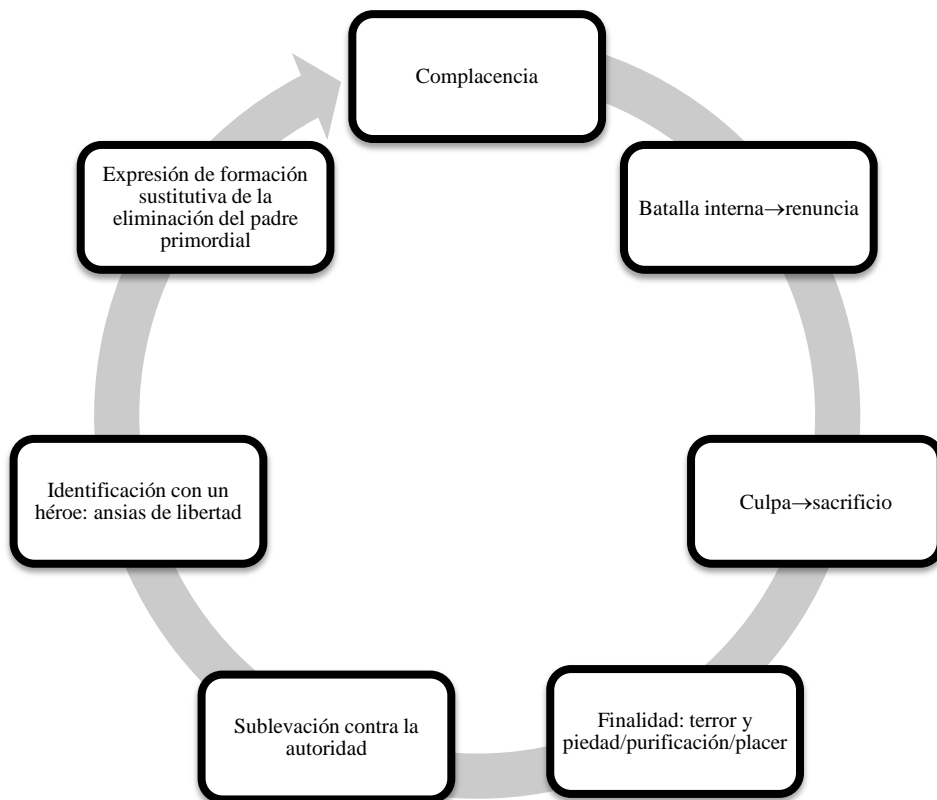 Complacencia
Batalla interna→renuncia
Culpa→sacrificio
Finalidad: terror y
piedad/purificación/placer
Sublevación contra la
autoridad
Identificación con un
héroe: ansias de libertad
Expresión de formación
sustitutiva de la
eliminación del padre
primordial